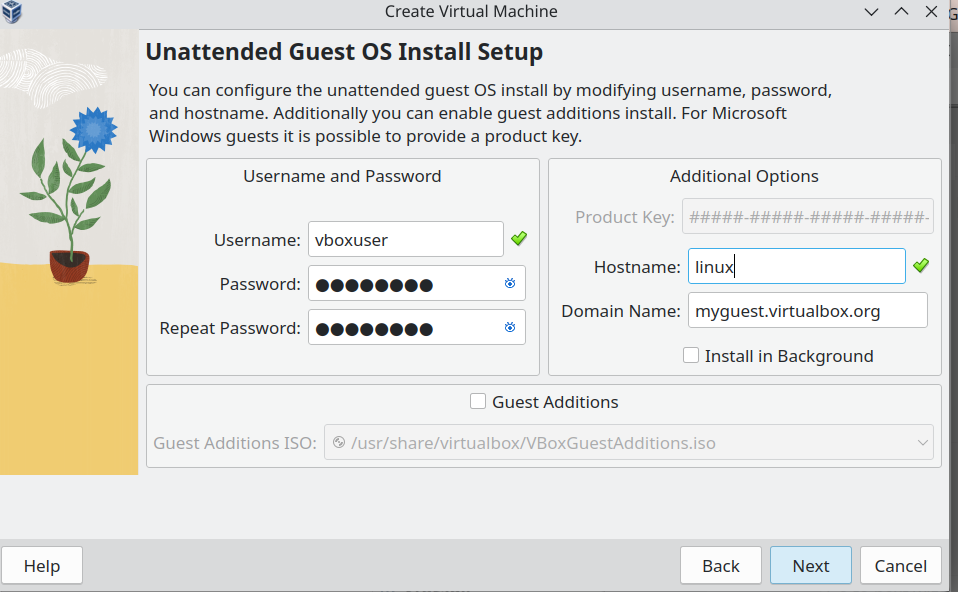 Create Virtual Machine
Unattended Guest OS Install Setup
You can configure the unattended guest OS install by modifying username, password,
and hostname. Additionally you can enable guest additions install. For Microsoft
Windows guests it is possible to provide a product key.
Username and Password
Username: vboxuser
Password: ●●●●●●●●
Repeat Password: ●●●●●●●●
Additional Options
Product Key: #####-#####-#####-#####-
Hostname: linux
Domain Name: myguest.virtualbox.org
Install in Background
Guest Additions
Guest Additions ISO: /usr/share/virtualbox/VBoxGuestAdditions.iso
Help
Back
Next
Cancel